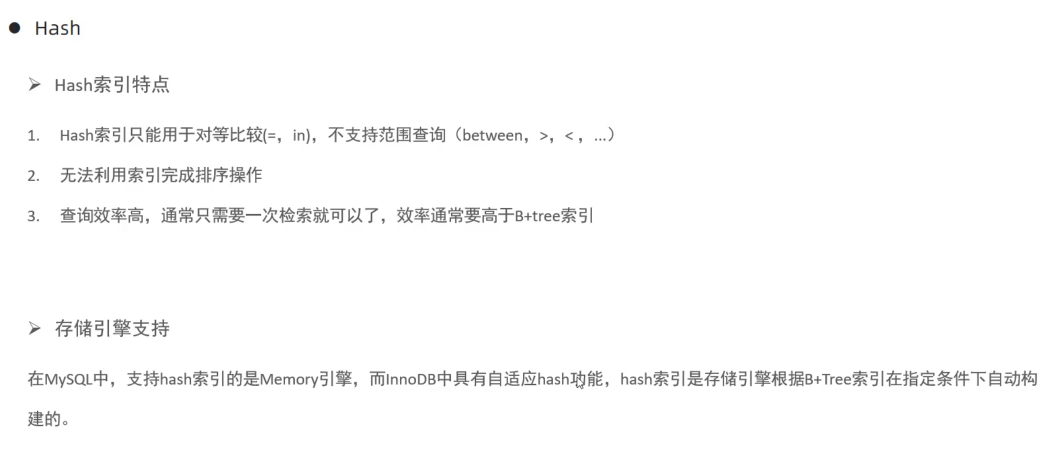 ● Hash
➢ Hash索引特点
1. Hash索引只能用于对等比较(=，in)，不支持范围查询（between，>，< ，...）
2. 无法利用索引完成排序操作
3. 查询效率高，通常只需要一次检索就可以了，效率通常要高于B+tree索引
➢ 存储引擎支持
在MySQL中，支持hash索引的是Memory引擎，而InnoDB中具有自适应hash功能，hash索引是存储引擎根据B+Tree索引在指定条件下自动构
建的。